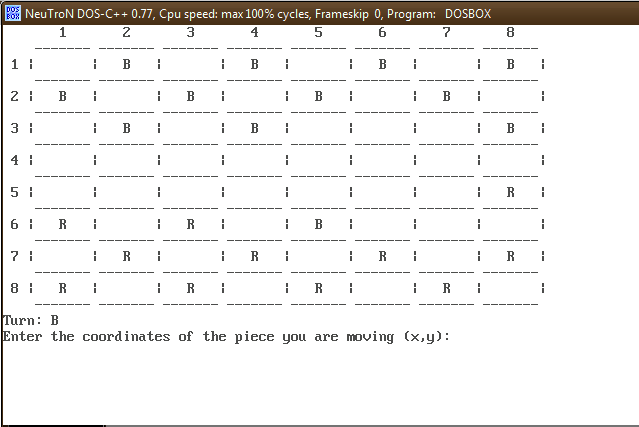 DOS BOX NeuTroN DOS-C++ 0.77, Cpu speed: max 100% cycles, Frameskip 0, Program: DOSBOX
1 2 3 4 5 6 7 8
1 ¦ ¦ B ¦ ¦ B ¦ ¦ B ¦ ¦ B ¦
2 ¦ B ¦ ¦ B ¦ ¦ B ¦ ¦ B ¦ ¦
3 ¦ ¦ B ¦ ¦ B ¦ ¦ ¦ ¦ B ¦
4 ¦ ¦ ¦ ¦ ¦ ¦ ¦ ¦ ¦
5 ¦ ¦ ¦ ¦ ¦ ¦ ¦ ¦ R ¦
6 ¦ R ¦ ¦ R ¦ ¦ B ¦ ¦ ¦ ¦
7 ¦ ¦ R ¦ ¦ R ¦ ¦ R ¦ ¦ R ¦
8 ¦ R ¦ ¦ R ¦ ¦ R ¦ ¦ R ¦ ¦
Turn: B
Enter the coordinates of the piece you are moving (x,y):